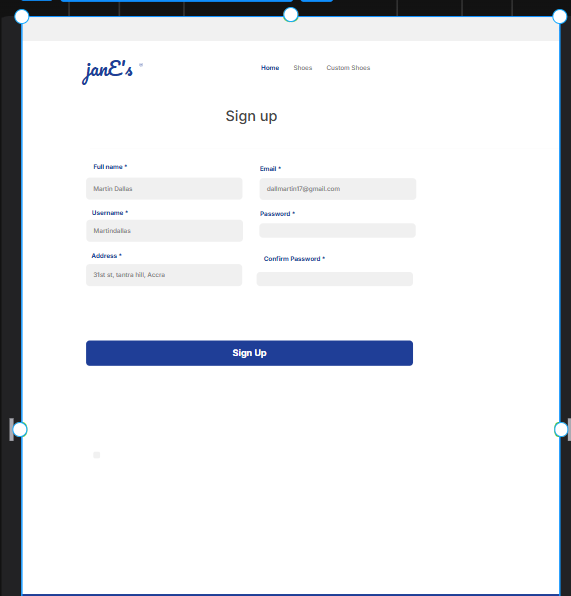 janE's
Home Shoes Custom Shoes
Sign up
Full name *
Email *
Martin Dallas
dallmartin17@gmail.com
Username *
Password *
Martindallas
Address *
Confirm Password *
31st st, tantra hill, Accra
Sign Up